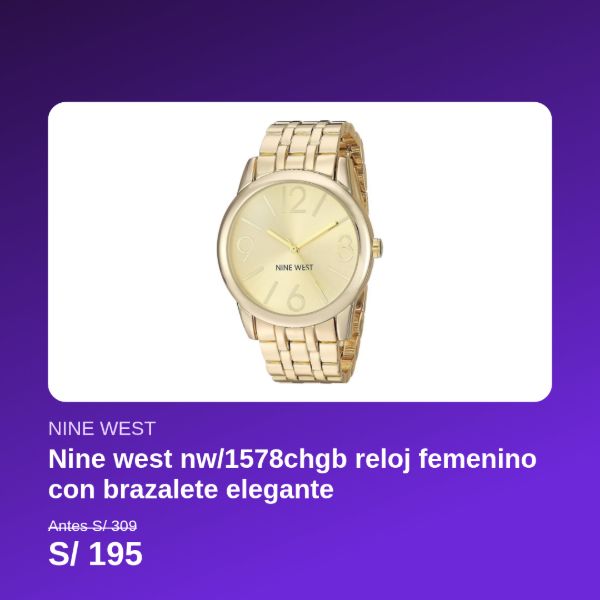 12
9
3
NINE WEST
6
NINE WEST
Nine west nw/1578chgb reloj femenino
con brazalete elegante
Antes S/ 309
S/ 195